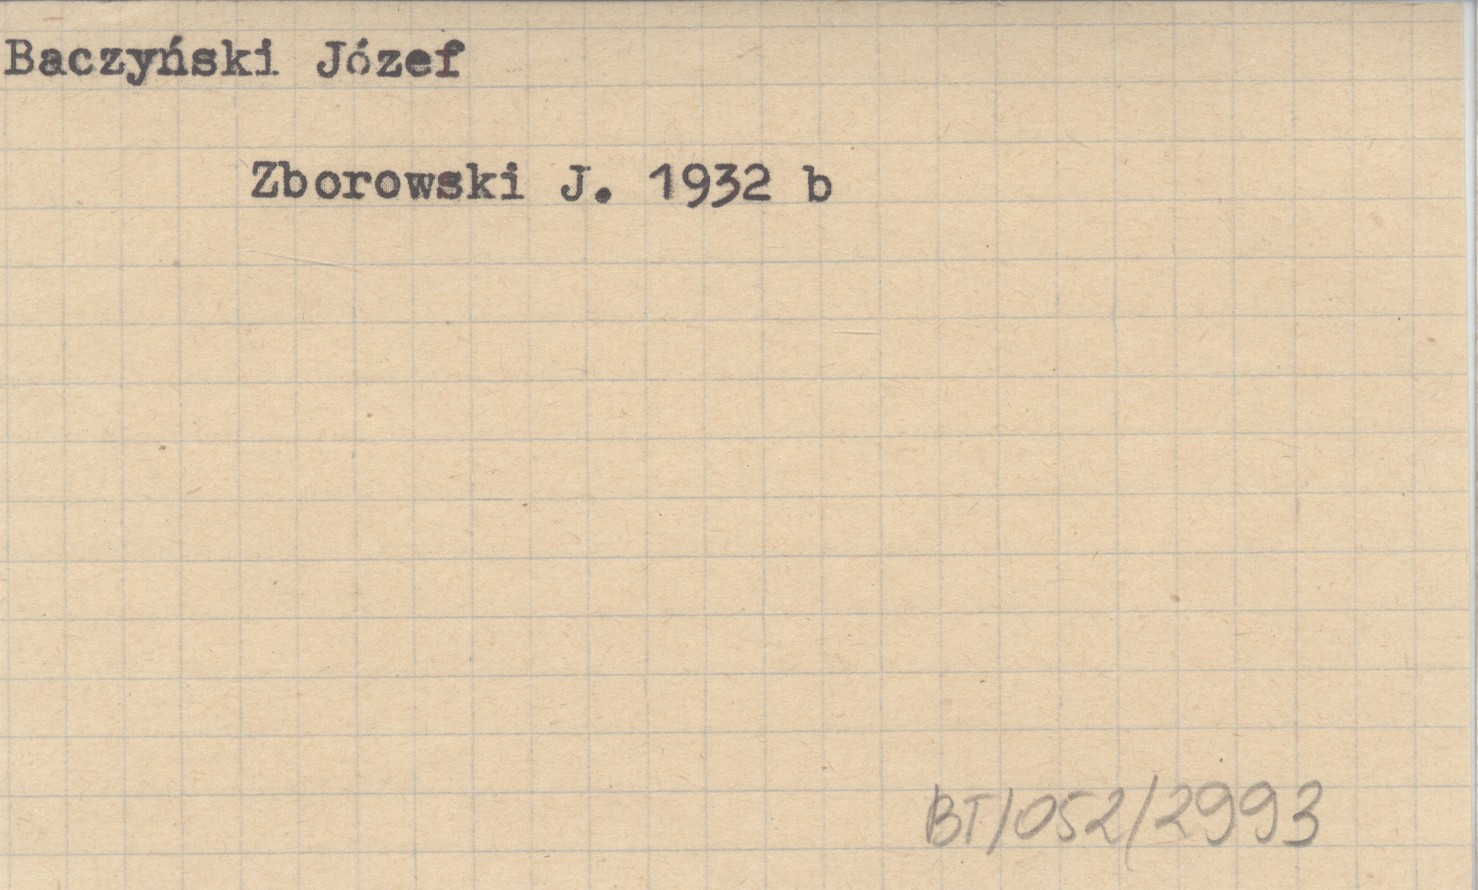 Baczyński Józef
Zborowski J. 1932 b
BT/052/2993